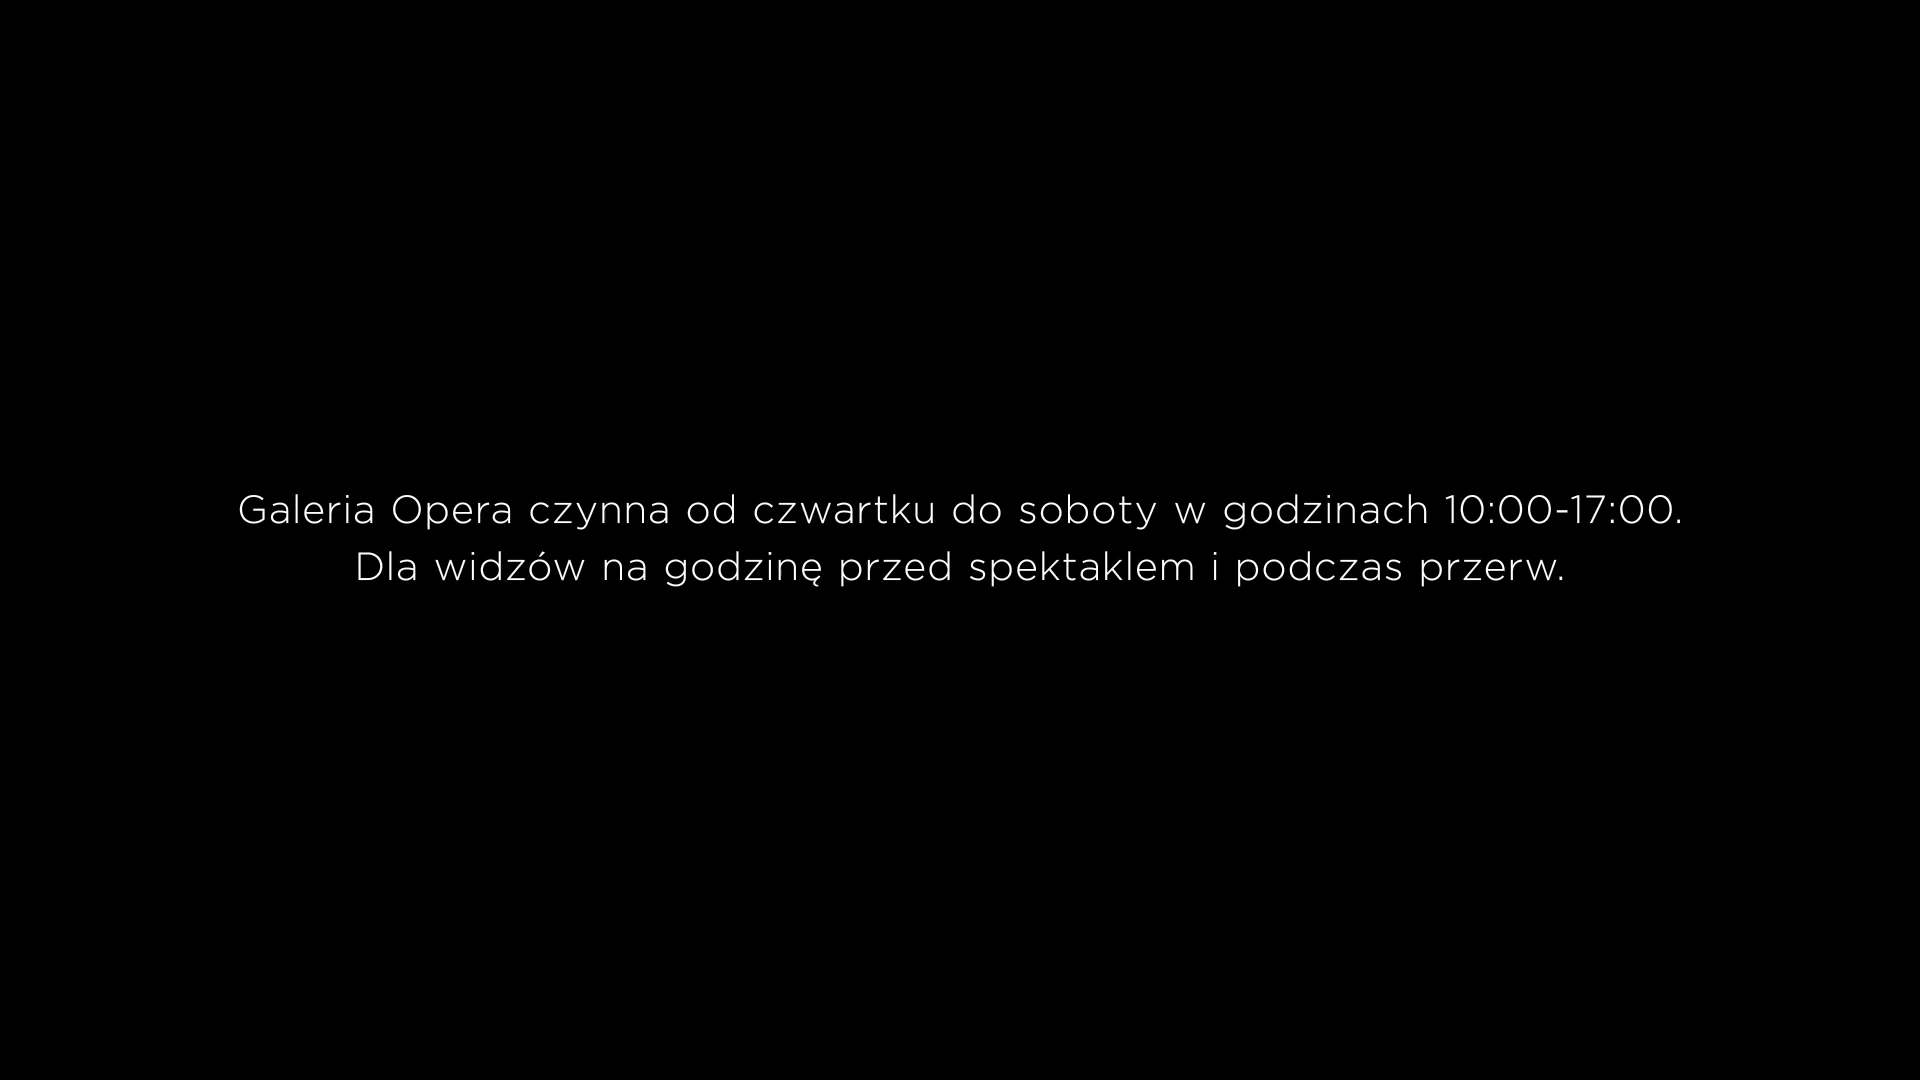 Galeria Opera czynna od czwartku do soboty w godzinach 10:00-17:00.
Dla widzów na godzinę przed spektaklem i podczas przerw.